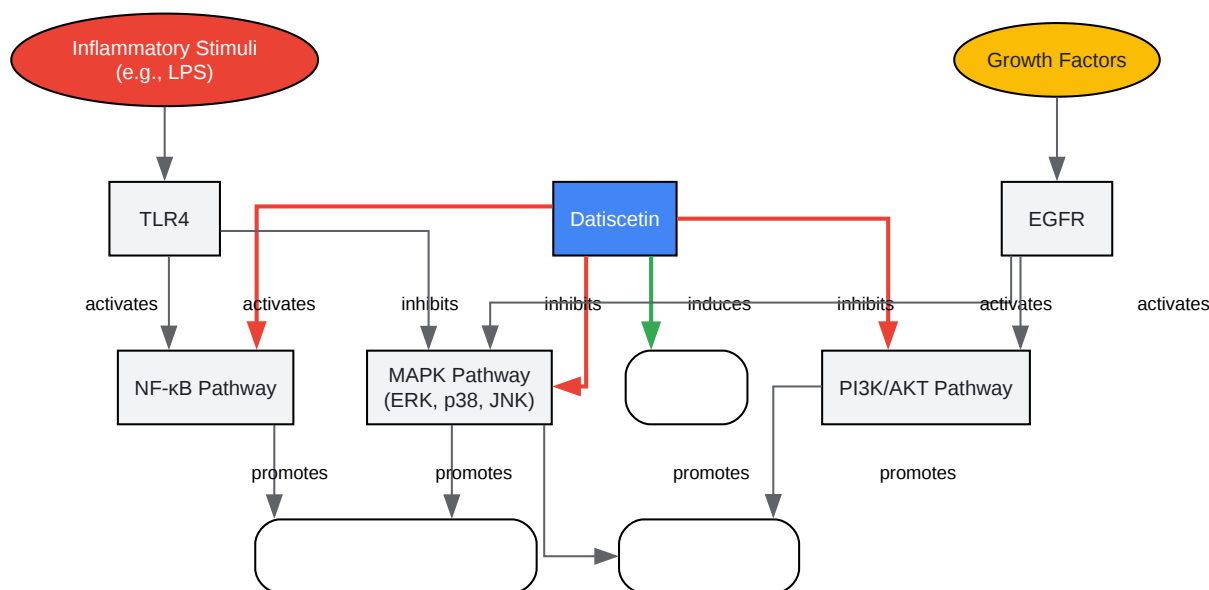 Inflammatory Stimuli
(e.g., LPS)
Growth Factors
TLR4
Datiscetin
EGFR
activates
activates
inhibits
inhibits
induces
inhibits
activates
activates
NF-κB Pathway
MAPK Pathway
(ERK, p38, JNK)
PI3K/AKT Pathway
promotes
promotes
promotes
promotes